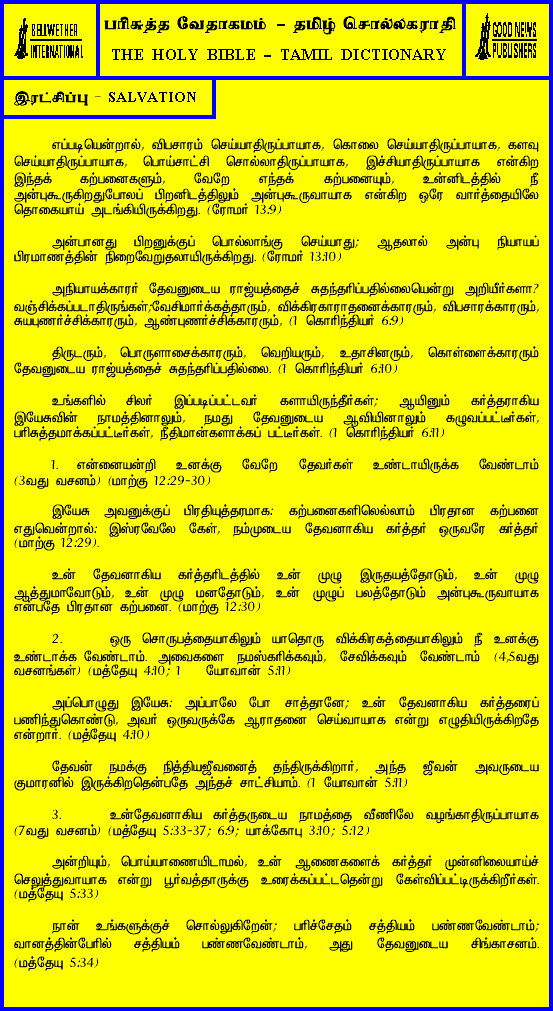 BELLWETHER
INTERNATIONAL
பரிசுத்த வேதாகமம் - தமிழ் சொல்லகராதி
THE HOLY BIBLE - TAMIL DICTIONARY
GOOD NEWS
PUBLISHERS
இரட்சிப்பு - SALVATION
எப்படியென்றால், விபசாரம் செய்யாதிருப்பாயாக, கொலை செய்யாதிருப்பாயாக, களவு
செய்யாதிருப்பாயாக, பொய்சாட்சி சொல்லாதிருப்பாயாக, இச்சியாதிருப்பாயாக என்கிற
இந்தக் கற்பனைகளும், வேறே எந்தக் கற்பனையும், உன்னிடத்தில் நீ
அன்புகூருகிறதுபோலப் பிறனிடத்திலும் அன்புகூருவாயாக என்கிற ஒரே வார்த்தையிலே
தொகையாய் அடங்கியிருக்கிறது. (ரோமர் 13:9)
அன்பானது பிறனுக்குப் பொல்லாங்கு செய்யாது; ஆதலால் அன்பு நியாயப்
பிரமாணத்தின் நிறைவேறுதலாயிருக்கிறது. (ரோமர் 13:10)
அநியாயக்காரர் தேவனுடைய ராஜ்யத்தைச் சுதந்தரிப்பதில்லையென்று அறியீர்களா?
வஞ்சிக்கப்படாதிருங்கள்;வேசிமார்க்கத்தாரும், விக்கிரகாராதனைக்காரரும், விபசாரக்காரரும்,
சுயபுணர்ச்சிக்காரரும், ஆண்புணர்ச்சிக்காரரும், (1 கொரிந்தியர் 6:9)
திருடரும், பொருளாசைக்காரரும், வெறியரும், உதாசினரும், கொள்ளைக்காரரும்
தேவனுடைய ராஜ்யத்தைச் சுதந்தரிப்பதில்லை. (1 கொரிந்தியர் 6:10)
உங்களில் சிலர் இப்படிப்பட்டவர் களாயிருந்தீர்கள்; ஆயினும் கர்த்தராகிய
இயேசுவின் நாமத்தினாலும், நமது தேவனுடைய ஆவியினாலும் கழுவப்பட்டீர்கள்,
பரிசுத்தமாக்கப்பட்டீர்கள், நீதிமான்களாக்கப் பட்டீர்கள். (1 கொரிந்தியர் 6:11)
1. என்னையன்றி உனக்கு வேறே தேவர்கள் உண்டாயிருக்க வேண்டாம்
(3வது வசனம்) (மாற்கு 12:29-30)
இயேசு அவனுக்குப் பிரதியுத்தரமாக: கற்பனைகளிலெல்லாம் பிரதான கற்பனை
எதுவென்றால்: இஸ்ரவேலே கேள், நம்முடைய தேவனாகிய கர்த்தர் ஒருவரே கர்த்தர்
(மாற்கு 12:29).
உன் தேவனாகிய கர்த்தரிடத்தில் உன் முழு இருதயத்தோடும், உன் முழு
ஆத்துமாவோடும், உன் முழு மனதோடும், உன் முழுப் பலத்தோடும் அன்புகூருவாயாக
என்பதே பிரதான கற்பனை. (மாற்கு 12:30)
2. ஒரு சொருபத்தையாகிலும் யாதொரு விக்கிரகத்தையாகிலும் நீ உனக்கு
உண்டாக்க வேண்டாம். அவைகளை நமஸ்கரிக்கவும், சேவிக்கவும் வேண்டாம் (4,5வது
வசனங்கள்) (மத்தேயு 4:10; 1 யோவான் 5:11)
அப்பொழுது இயேசு: அப்பாலே போ சாத்தானே; உன் தேவனாகிய கர்த்தரைப்
பணிந்துகொண்டு, அவர் ஒருவருக்கே ஆராதனை செய்வாயாக என்று எழுதியிருக்கிறதே
என்றார். (மத்தேயு 4:10)
தேவன் நமக்கு நித்தியஜீவனைத் தந்திருக்கிறார், அந்த ஜீவன் அவருடைய
குமாரனில் இருக்கிறதென்பதே அந்தச் சாட்சியாம். (1 யோவான் 5:11)
3. உன்தேவனாகிய கர்த்தருடைய நாமத்தை வீணிலே வழங்காதிருப்பாயாக
(7வது வசனம்) (மத்தேயு 5:33-37; 6:9; யாக்கோபு 3:10; 5:12)
அன்றியும், பொய்யாணையிடாமல், உன் ஆணைகளைக் கர்த்தர் முன்னிலையாய்ச்
செலுத்துவாயாக என்று பூர்வத்தாருக்கு உரைக்கப்பட்டதென்று கேள்விப்பட்டிருக்கிறீர்கள்.
(மத்தேயு 5:33)
நான் உங்களுக்குச் சொல்லுகிறேன்; பரிச்சேதம் சத்தியம் பண்ணவேண்டாம்;
வானத்தின்பேரில் சத்தியம் பண்ணவேண்டாம், அது தேவனுடைய சிங்காசனம்.
(மத்தேயு 5:34)